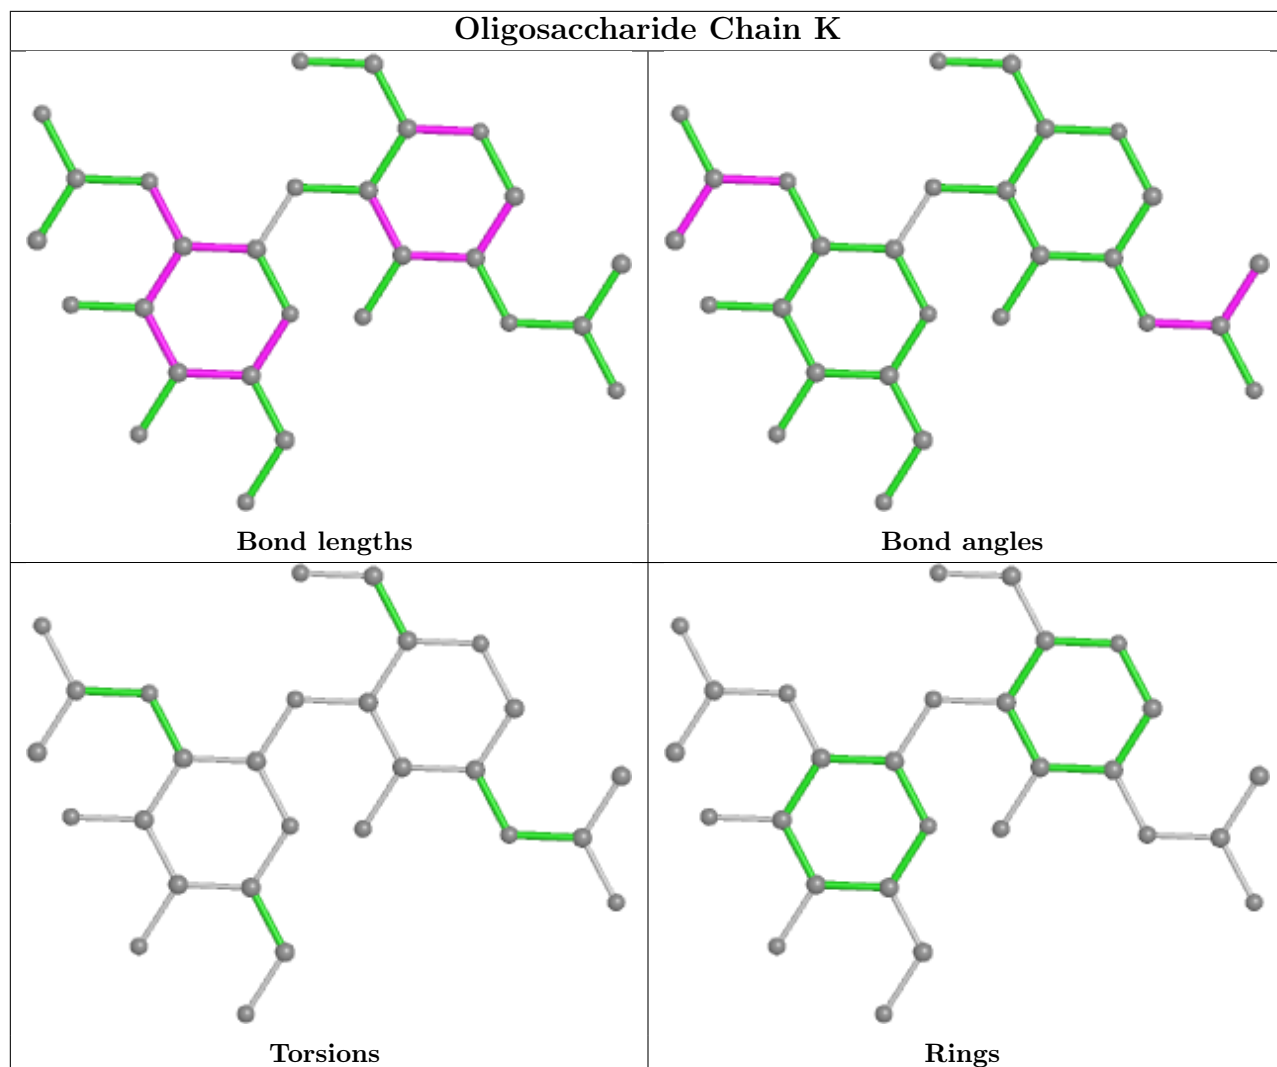 Oligosaccharide Chain K
Bond lengths
Bond angles
Torsions
Rings